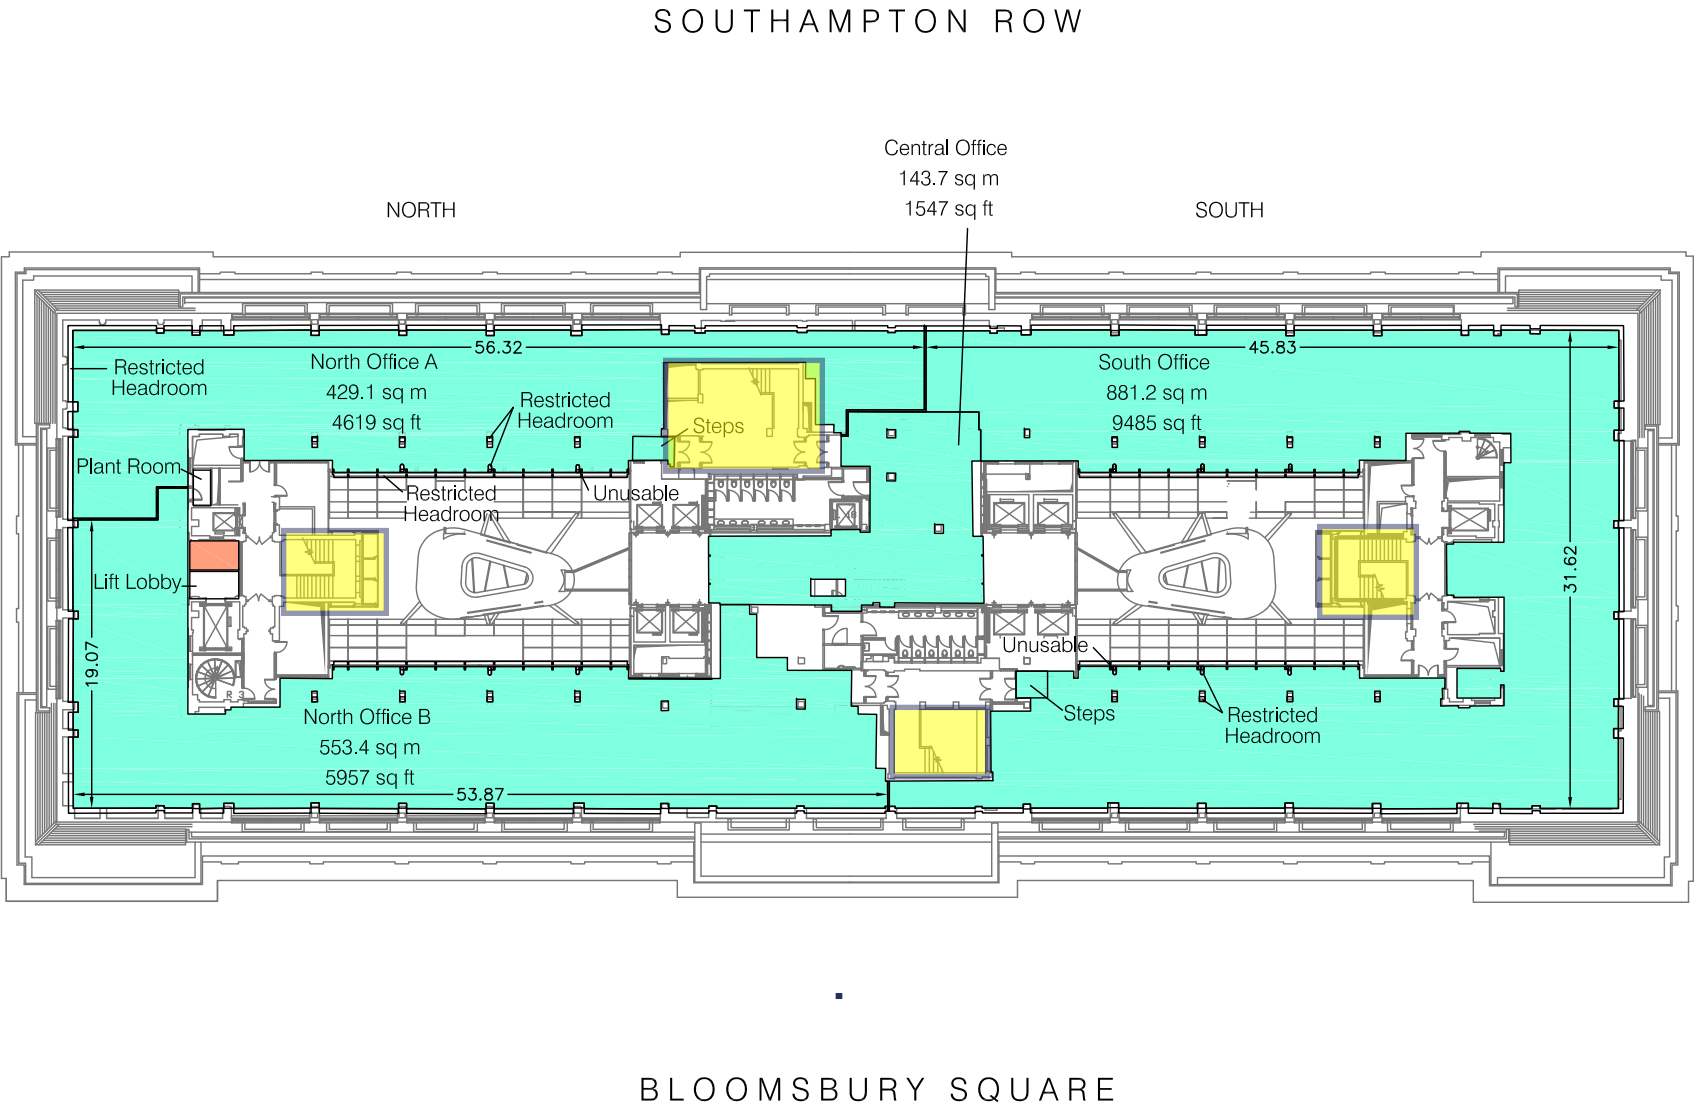 SOUTHAMPTON ROW
Central Office
143.7 sq m
1547 sq ft
NORTH
SOUTH
56.32
45.83
Restricted
Headroom
North Office A
429.1 sq m
4619 sq ft
Restricted
Headroom
Steps
South Office
881.2 sq m
9485 sq ft
Plant Room
Restricted
Headroom
Unusable
18
Lift Lobby
31.62
19.07
Unusable
R 3
North Office B
553.4 sq m
5957 sq ft
Steps
Restricted
Headroom
53.87
BLOOMSBURY SQUARE